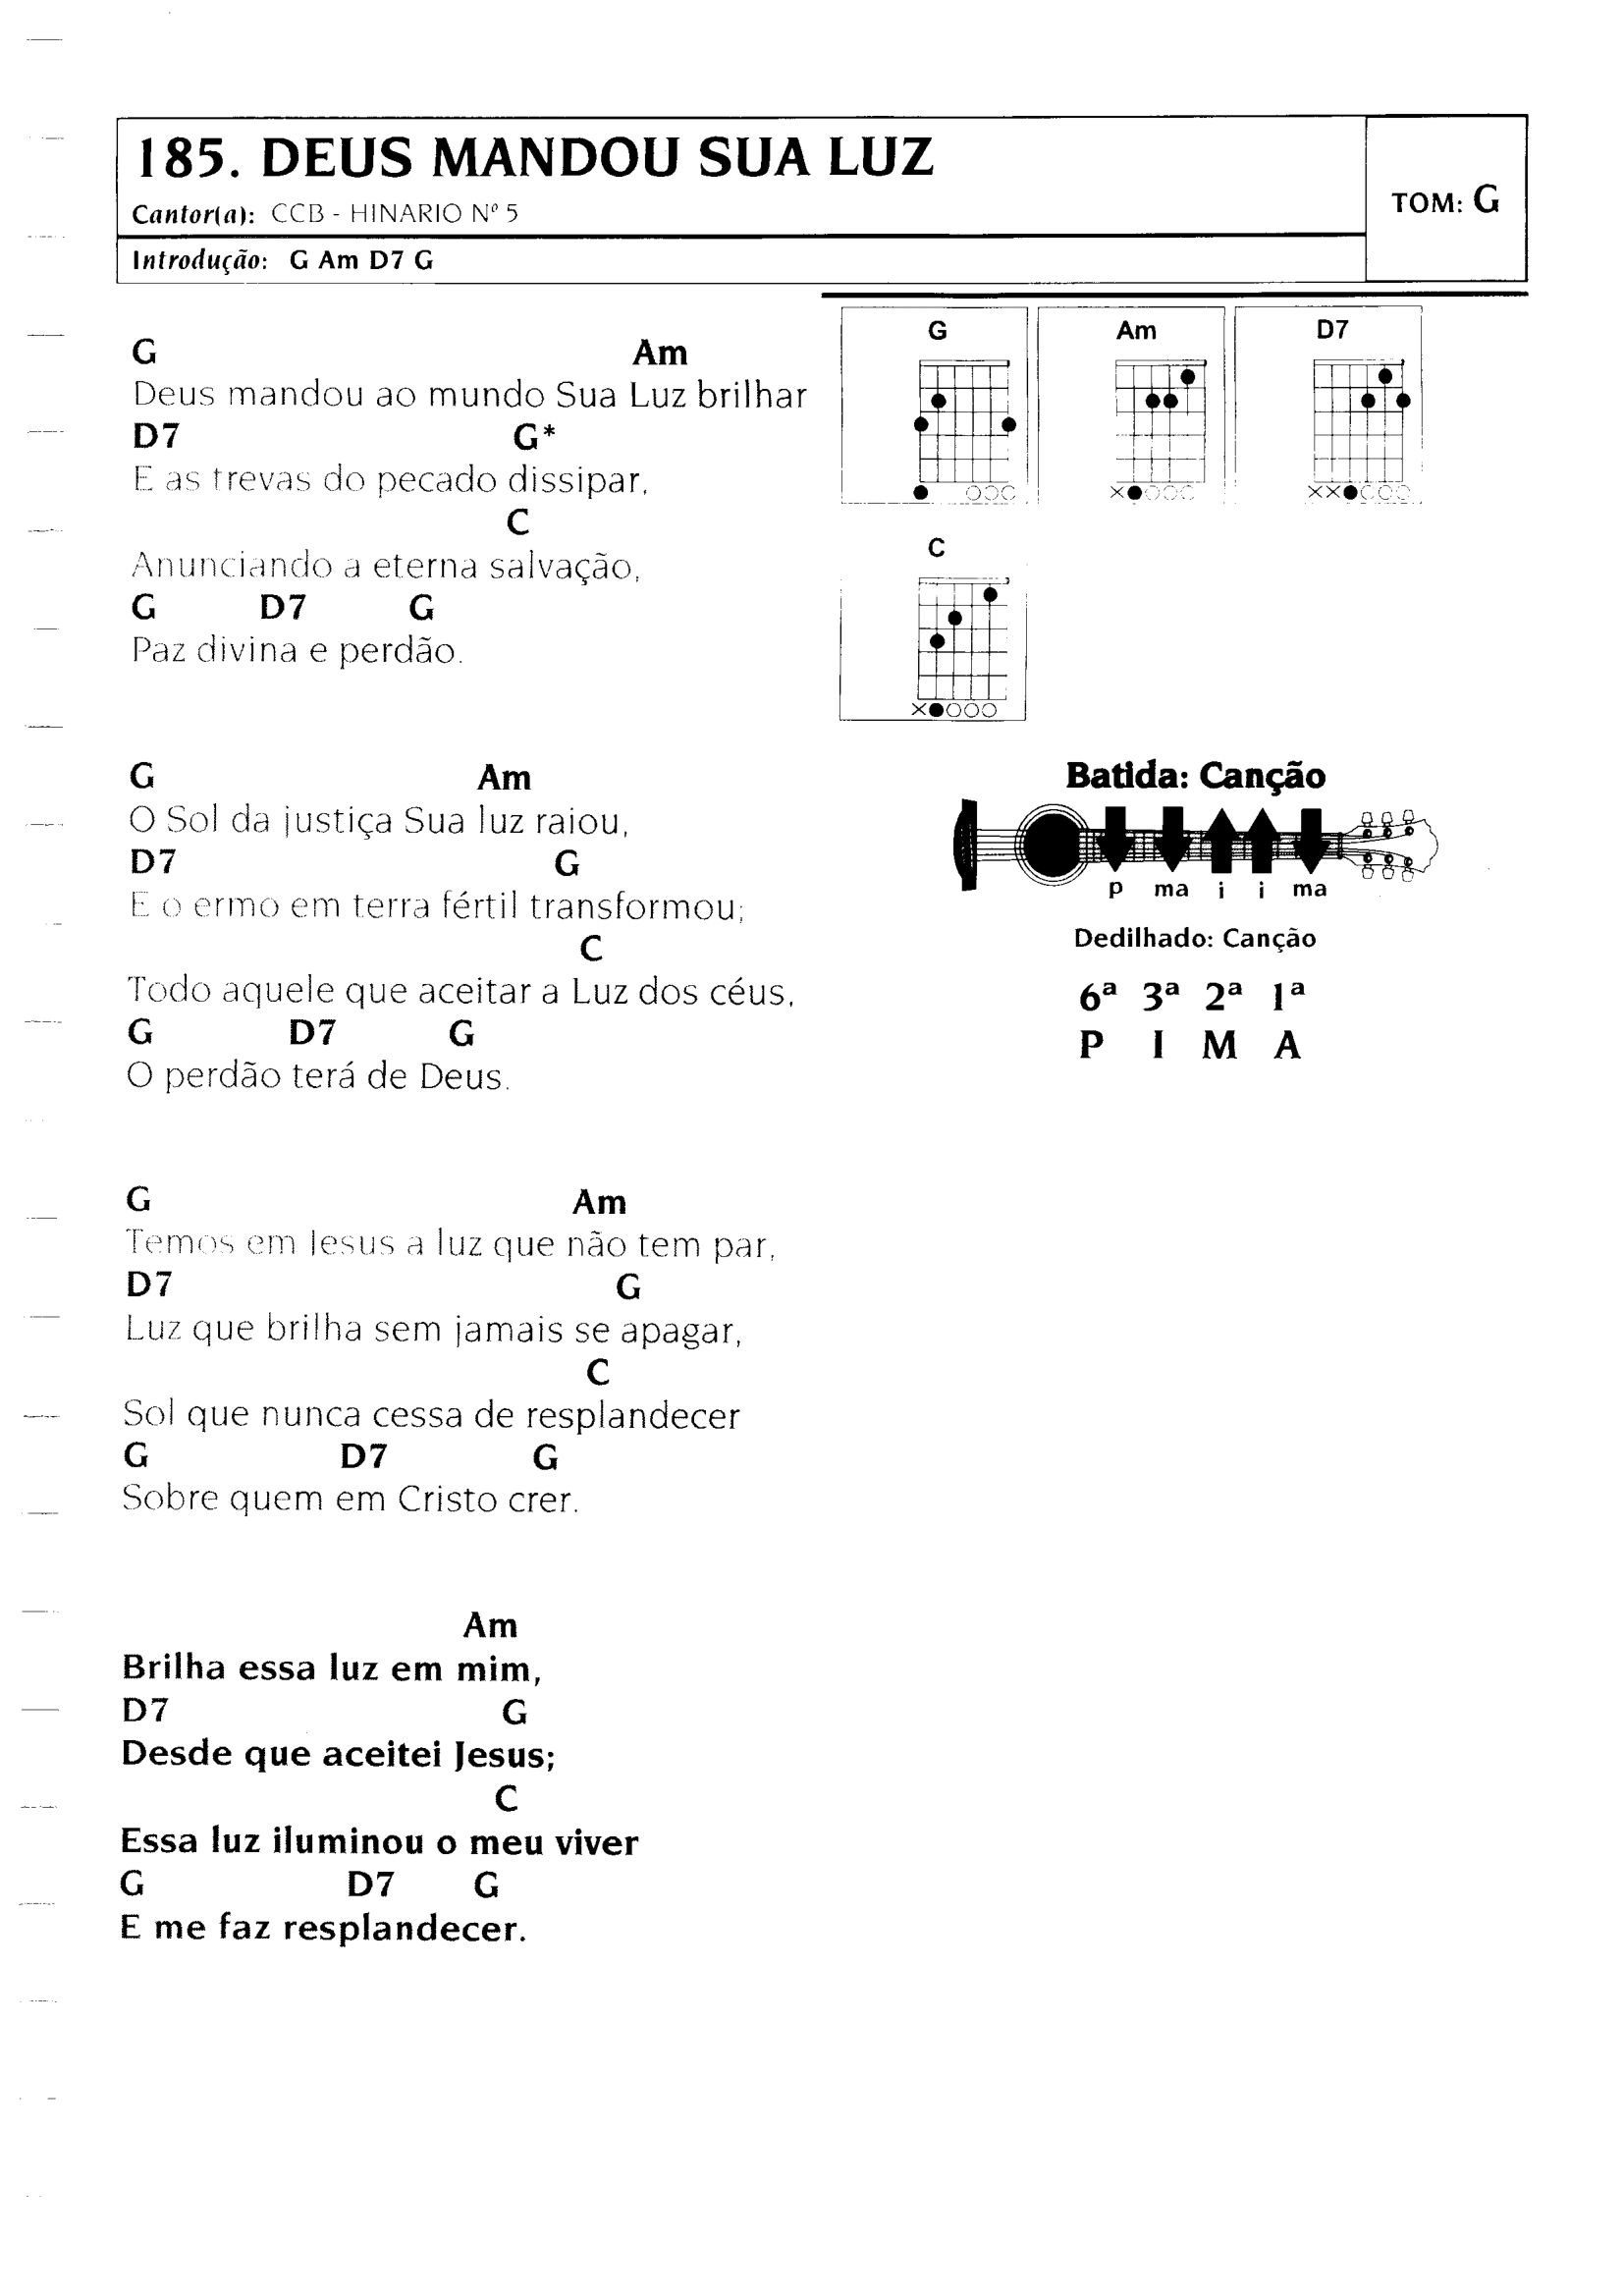 185. DEUS MANDOU SUA LUZ
Cantor(a): CCB - HINARIO Nº 5
TOM: G
Introdução: G Am D7 G
G Am
Deus mandou ao mundo Sua Luz brilhar
D7 G*
E as trevas do pecado dissipar,
C
Anunciando a eterna salvação,
G D7 G
Paz divina e perdão.
G Am
O Sol da justiça Sua luz raiou,
D7 G
E o ermo em terra fértil transformou;
C
Todo aquele que aceitar a Luz dos céus,
G D7 G
O perdão terá de Deus.
G Am
Temos em Jesus a luz que não tem par,
D7 G
Luz que brilha sem jamais se apagar,
C
Sol que nunca cessa de resplandecer
G D7 G
Sobre quem em Cristo crer.
Am
Brilha essa luz em mim,
D7 G
Desde que aceitei Jesus;
C
Essa luz iluminou o meu viver
G D7 G
E me faz resplandecer.
G Am D7
C
Batida: Canção
p ma i i ma
Dedilhado: Canção
6ª 3ª 2ª 1ª
P I M A